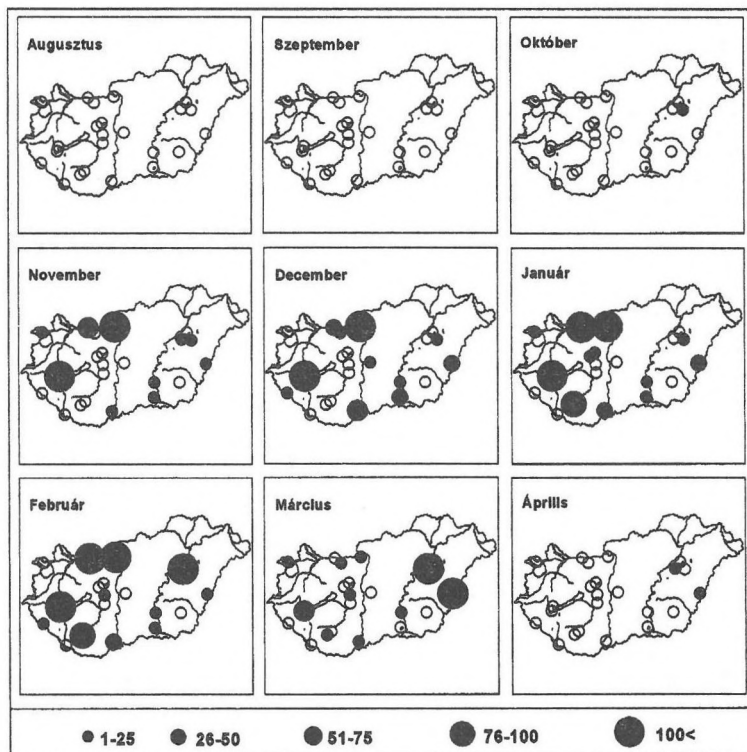 Augusztus Szeptember Október
November December Január
Február Március Április
1-25 26-50 51-75 76-100 100<